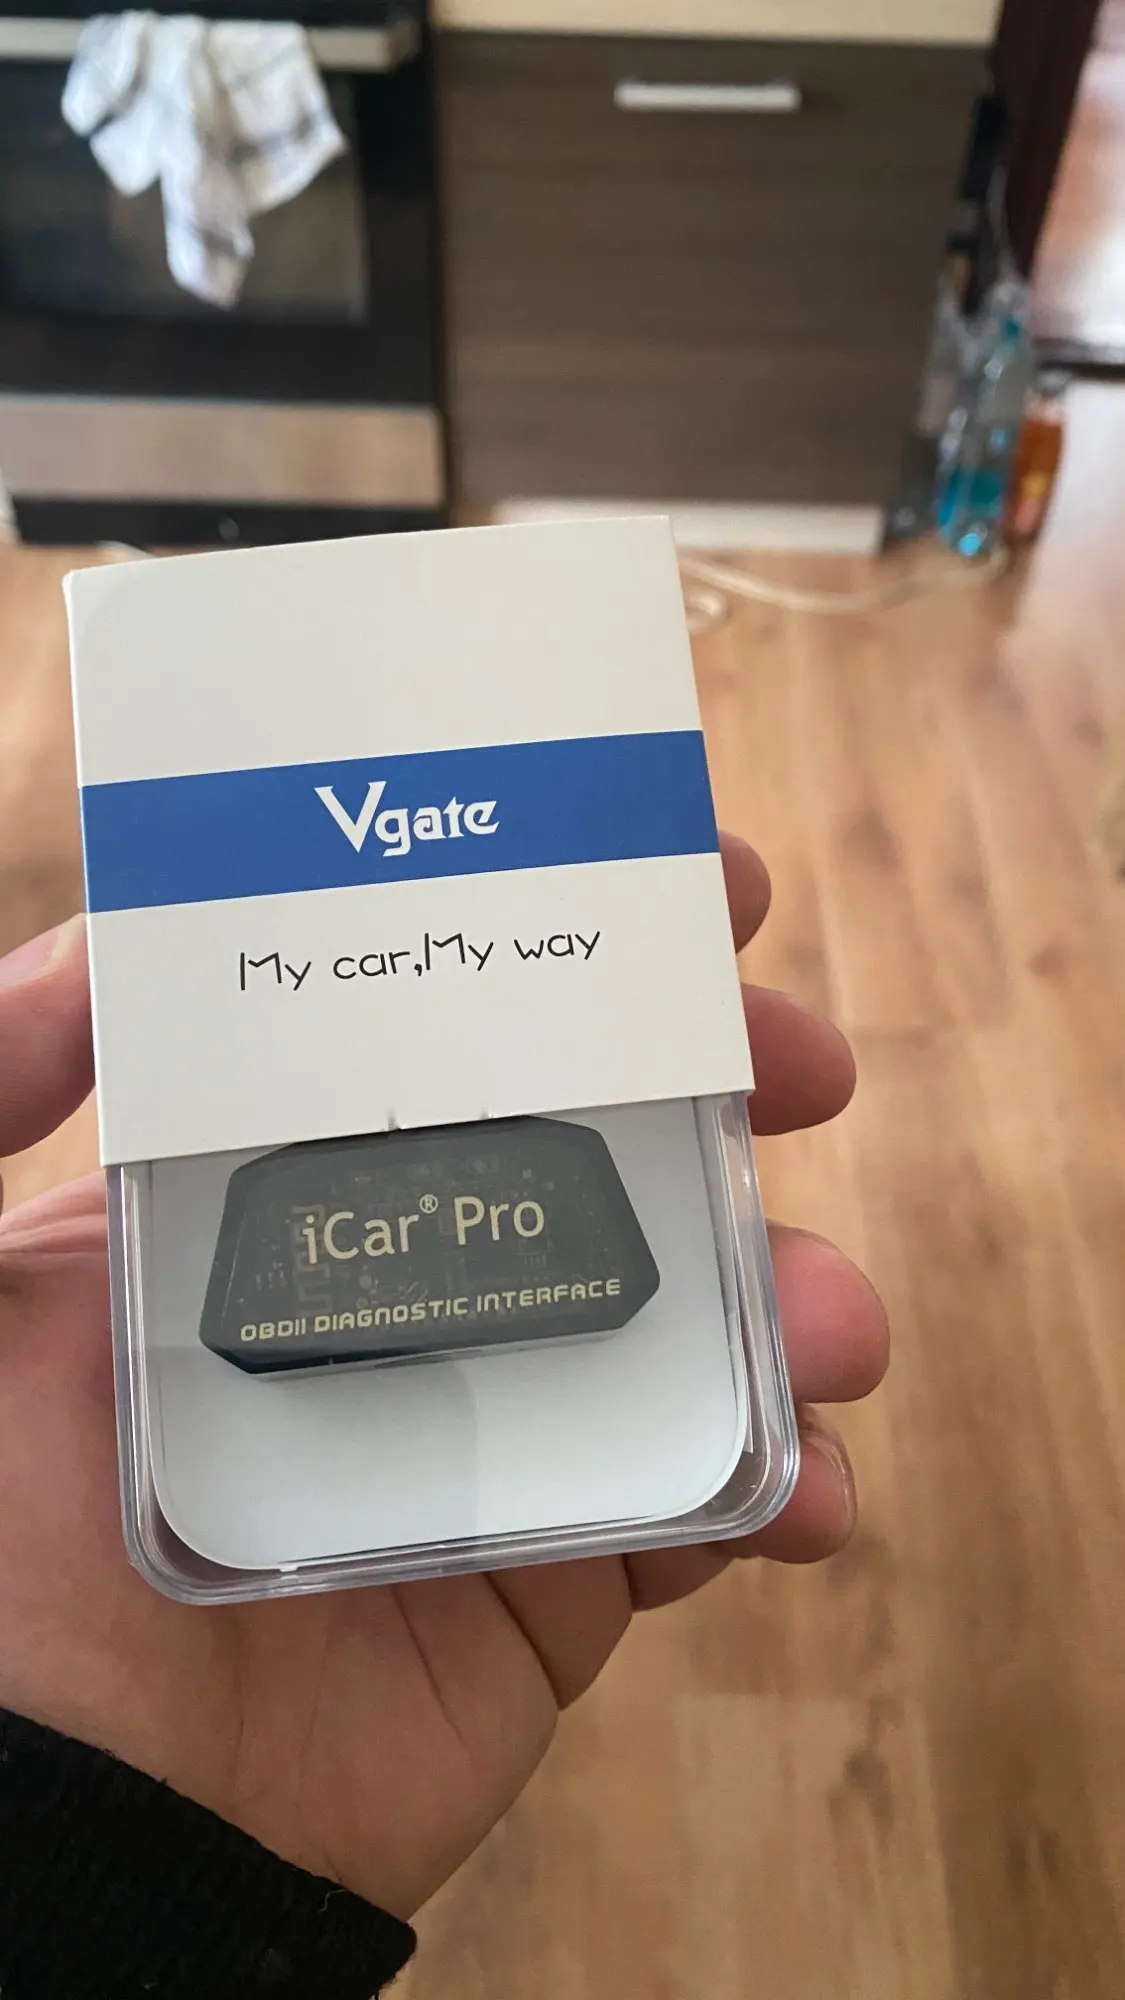 Vgate
My car,My way
iCar® Pro
OBDII DIAGNOSTIC INTERFACE